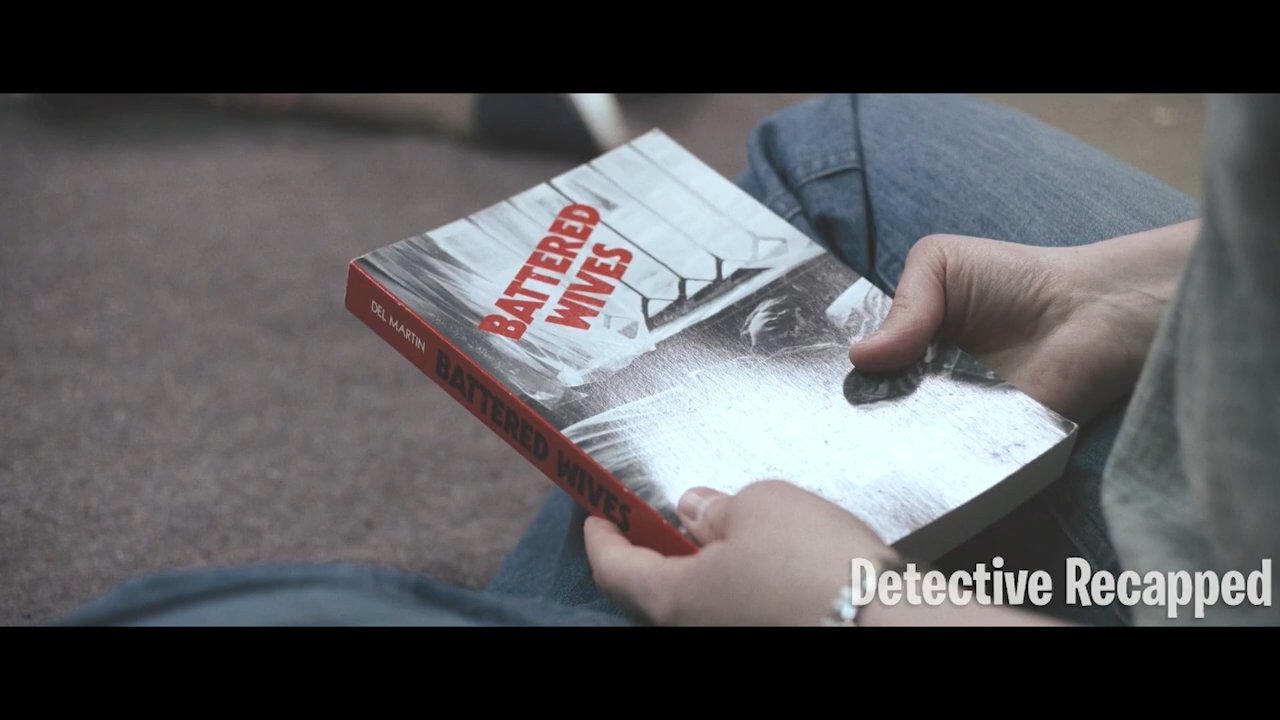 BATTERED
WIVES
DEL MARTIN
BATTERED WIVES
Detective Recapped